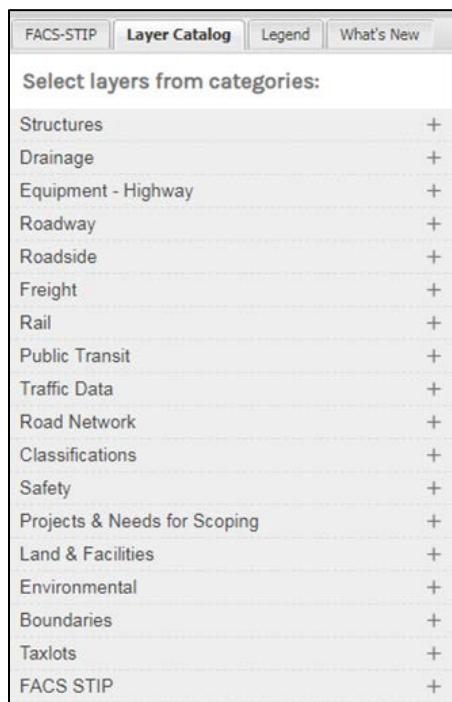 FACS-STIP Layer Catalog Legend What's New
Select layers from categories:
Structures +
Drainage +
Equipment - Highway +
Roadway +
Roadside +
Freight +
Rail +
Public Transit +
Traffic Data +
Road Network +
Classifications +
Safety +
Projects & Needs for Scoping +
Land & Facilities +
Environmental +
Boundaries +
Taxlots +
FACS STIP +